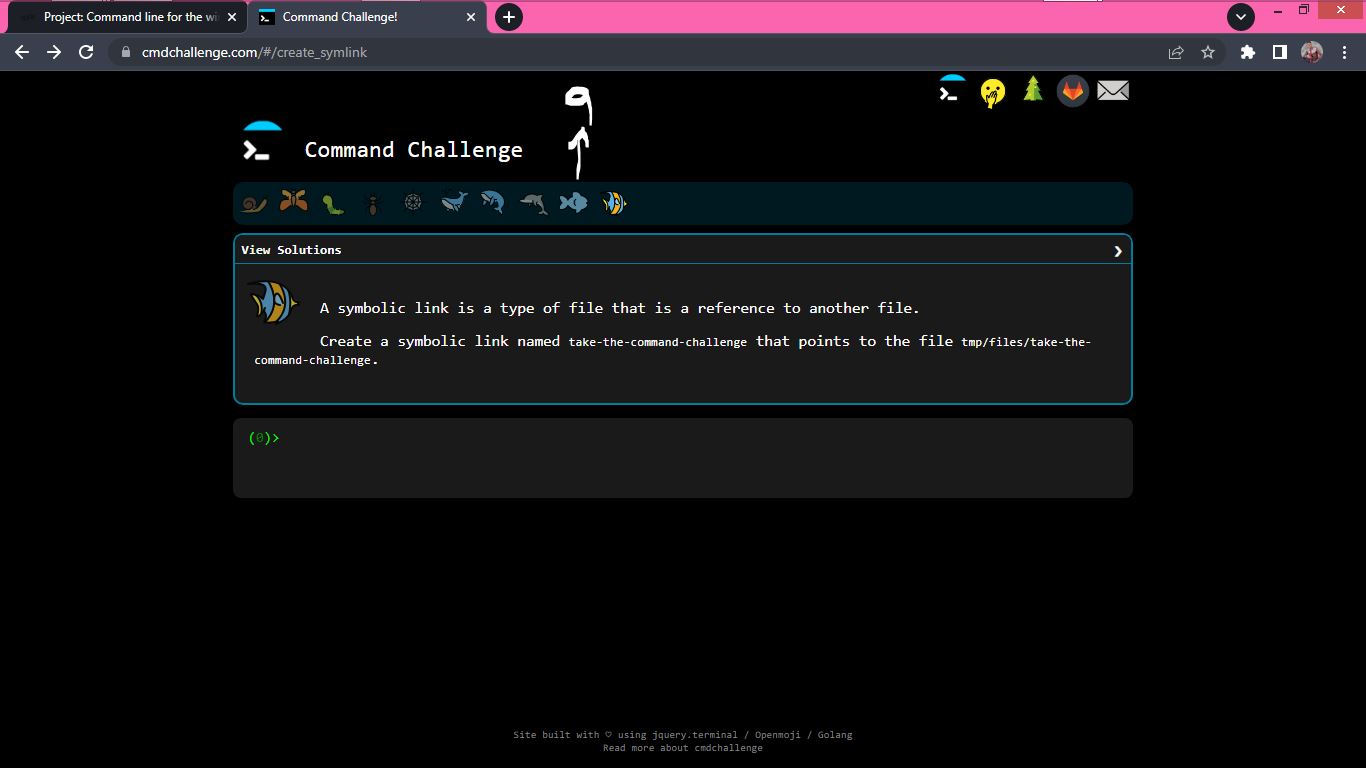 Project: Command line for the wi
Command Challenge!
cmdchallenge.com/#/create_symlink
9
Command Challenge
View Solutions
A symbolic link is a type of file that is a reference to another file.
Create a symbolic link named take-the-command-challenge that points to the file tmp/files/take-the-
command-challenge.
(0)>
Site built with ♡ using jquery.terminal / Openmoji / Golang
Read more about cmdchallenge